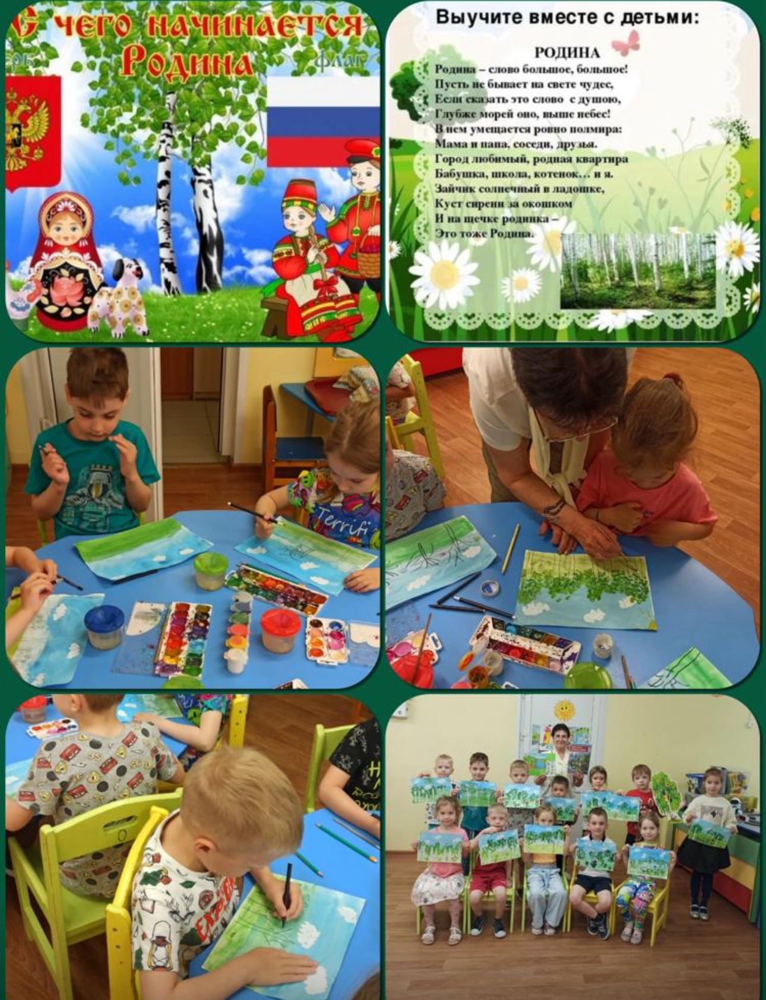 С чего начинается
Родина
флаг
Выучите вместе с детьми:
РОДИНА
Родина – слово большое, большое!
Пусть не бывает на свете чудес,
Если сказать это слово с душою,
Глубже морей оно, выше небес!
В нем умещается ровно полмира:
Мама и папа, соседи, друзья.
Город любимый, родная квартира
Бабушка, школа, котенок... и я.
Зайчик солнечный в ладошке,
Куст сирени за окошком
И на щечке родинка –
Это тоже Родина.
Terrifi